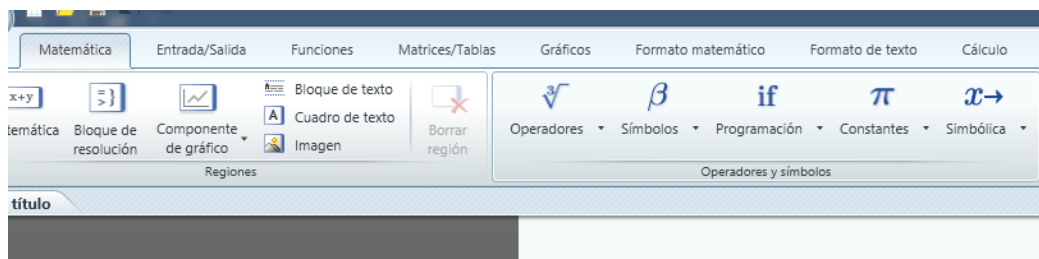 Matemática Entrada/Salida Funciones Matrices/Tablas Gráficos Formato matemático Formato de texto Cálculo
x+y
Bloque de resolución
Componente de gráfico
Bloque de texto
A Cuadro de texto
Imagen
Borrar región
Regiones
3√ β if π x→
Operadores Símbolos Programación Constantes Simbólica
Operadores y símbolos
título